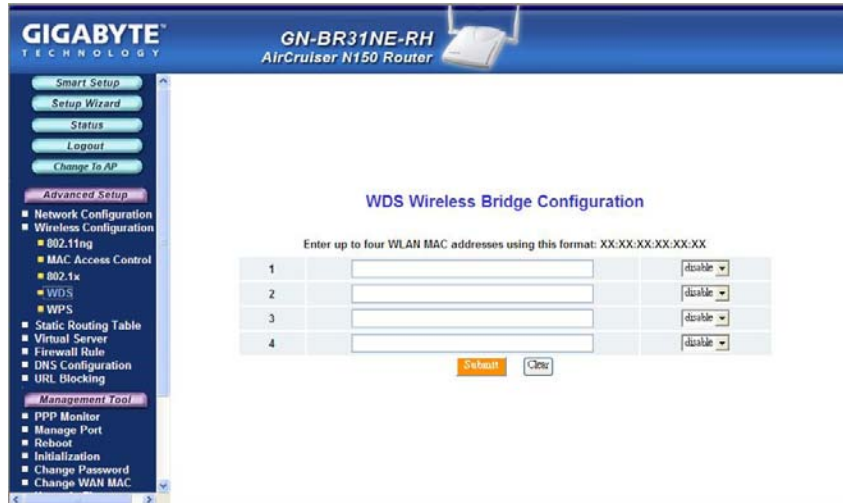 GIGABYTE™
TECHNOLOGY
GN-BR31NE-RH
AirCruiser N150 Router
Smart Setup
Setup Wizard
Status
Logout
Change To AP
Advanced Setup
Network Configuration
Wireless Configuration
802.11ng
MAC Access Control
802.1x
WDS
WPS
Static Routing Table
Virtual Server
Firewall Rule
DNS Configuration
URL Blocking
Management Tool
PPP Monitor
Manage Port
Reboot
Initialization
Change Password
Change WAN MAC
WDS Wireless Bridge Configuration
Enter up to four WLAN MAC addresses using this format: XX:XX:XX:XX:XX:XX
1 disable
2 disable
3 disable
4 disable
Submit Clear